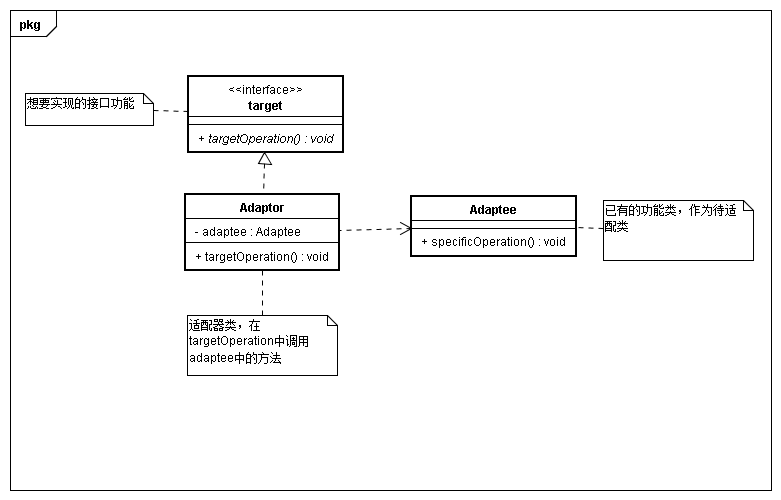 pkg
想要实现的接口功能
<<interface>>
target
+ targetOperation() : void
Adaptor
- adaptee : Adaptee
+ targetOperation() : void
Adaptee
+ specificOperation() : void
已有的功能类，作为待适
配类
适配器类，在
targetOperation中调用
adaptee中的方法